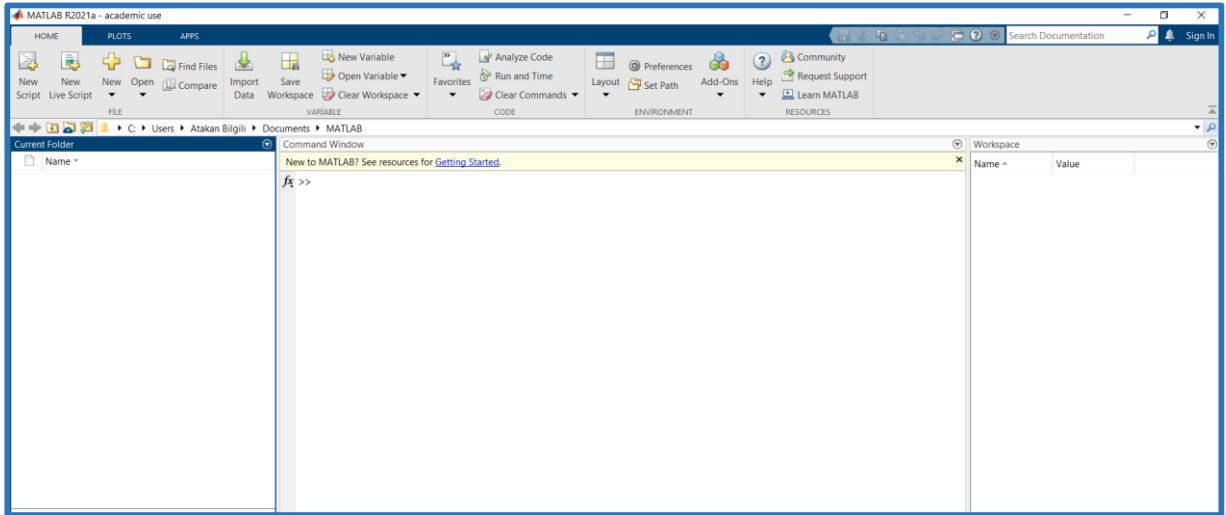 MATLAB R2021a - academic use
HOME PLOTS APPS
Search Documentation Sign In
New Script
New Live Script
New
Open
Find Files
Compare
FILE
Import Data
Save Workspace
New Variable
Open Variable
Clear Workspace
VARIABLE
Favorites
Analyze Code
Run and Time
Clear Commands
CODE
Layout
Preferences
Set Path
Add-Ons
ENVIRONMENT
Help
Community
Request Support
Learn MATLAB
RESOURCES
C: Users Atakan Bilgili Documents MATLAB
Current Folder
Name
Command Window
New to MATLAB? See resources for Getting Started.
fx >>
Workspace
Name Value